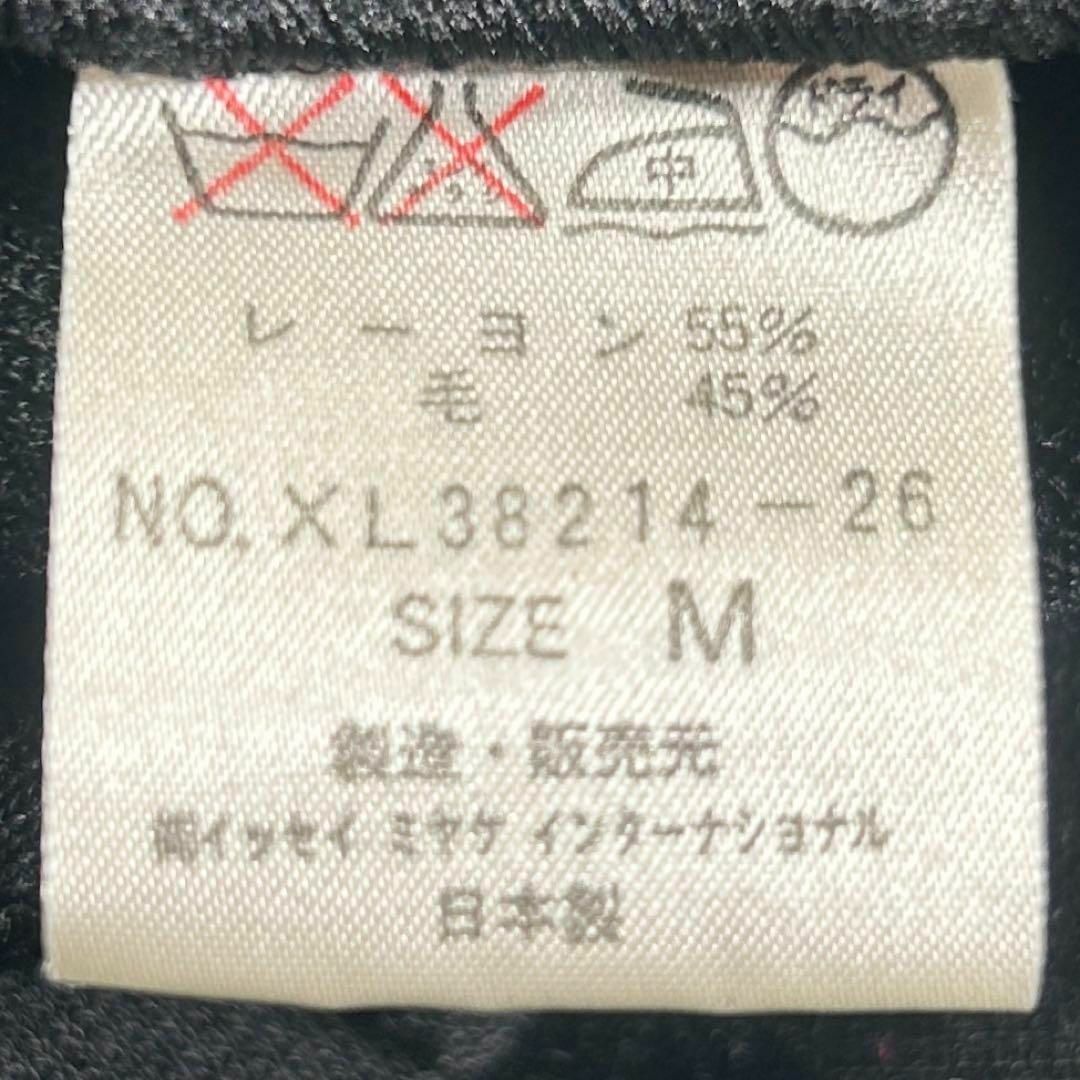 ドライ
中
レーヨン 55%
毛 45%
NO. XL38214-26
SIZE M
製造・販売元
イッセイ ミヤケ インターナショナル
日本製